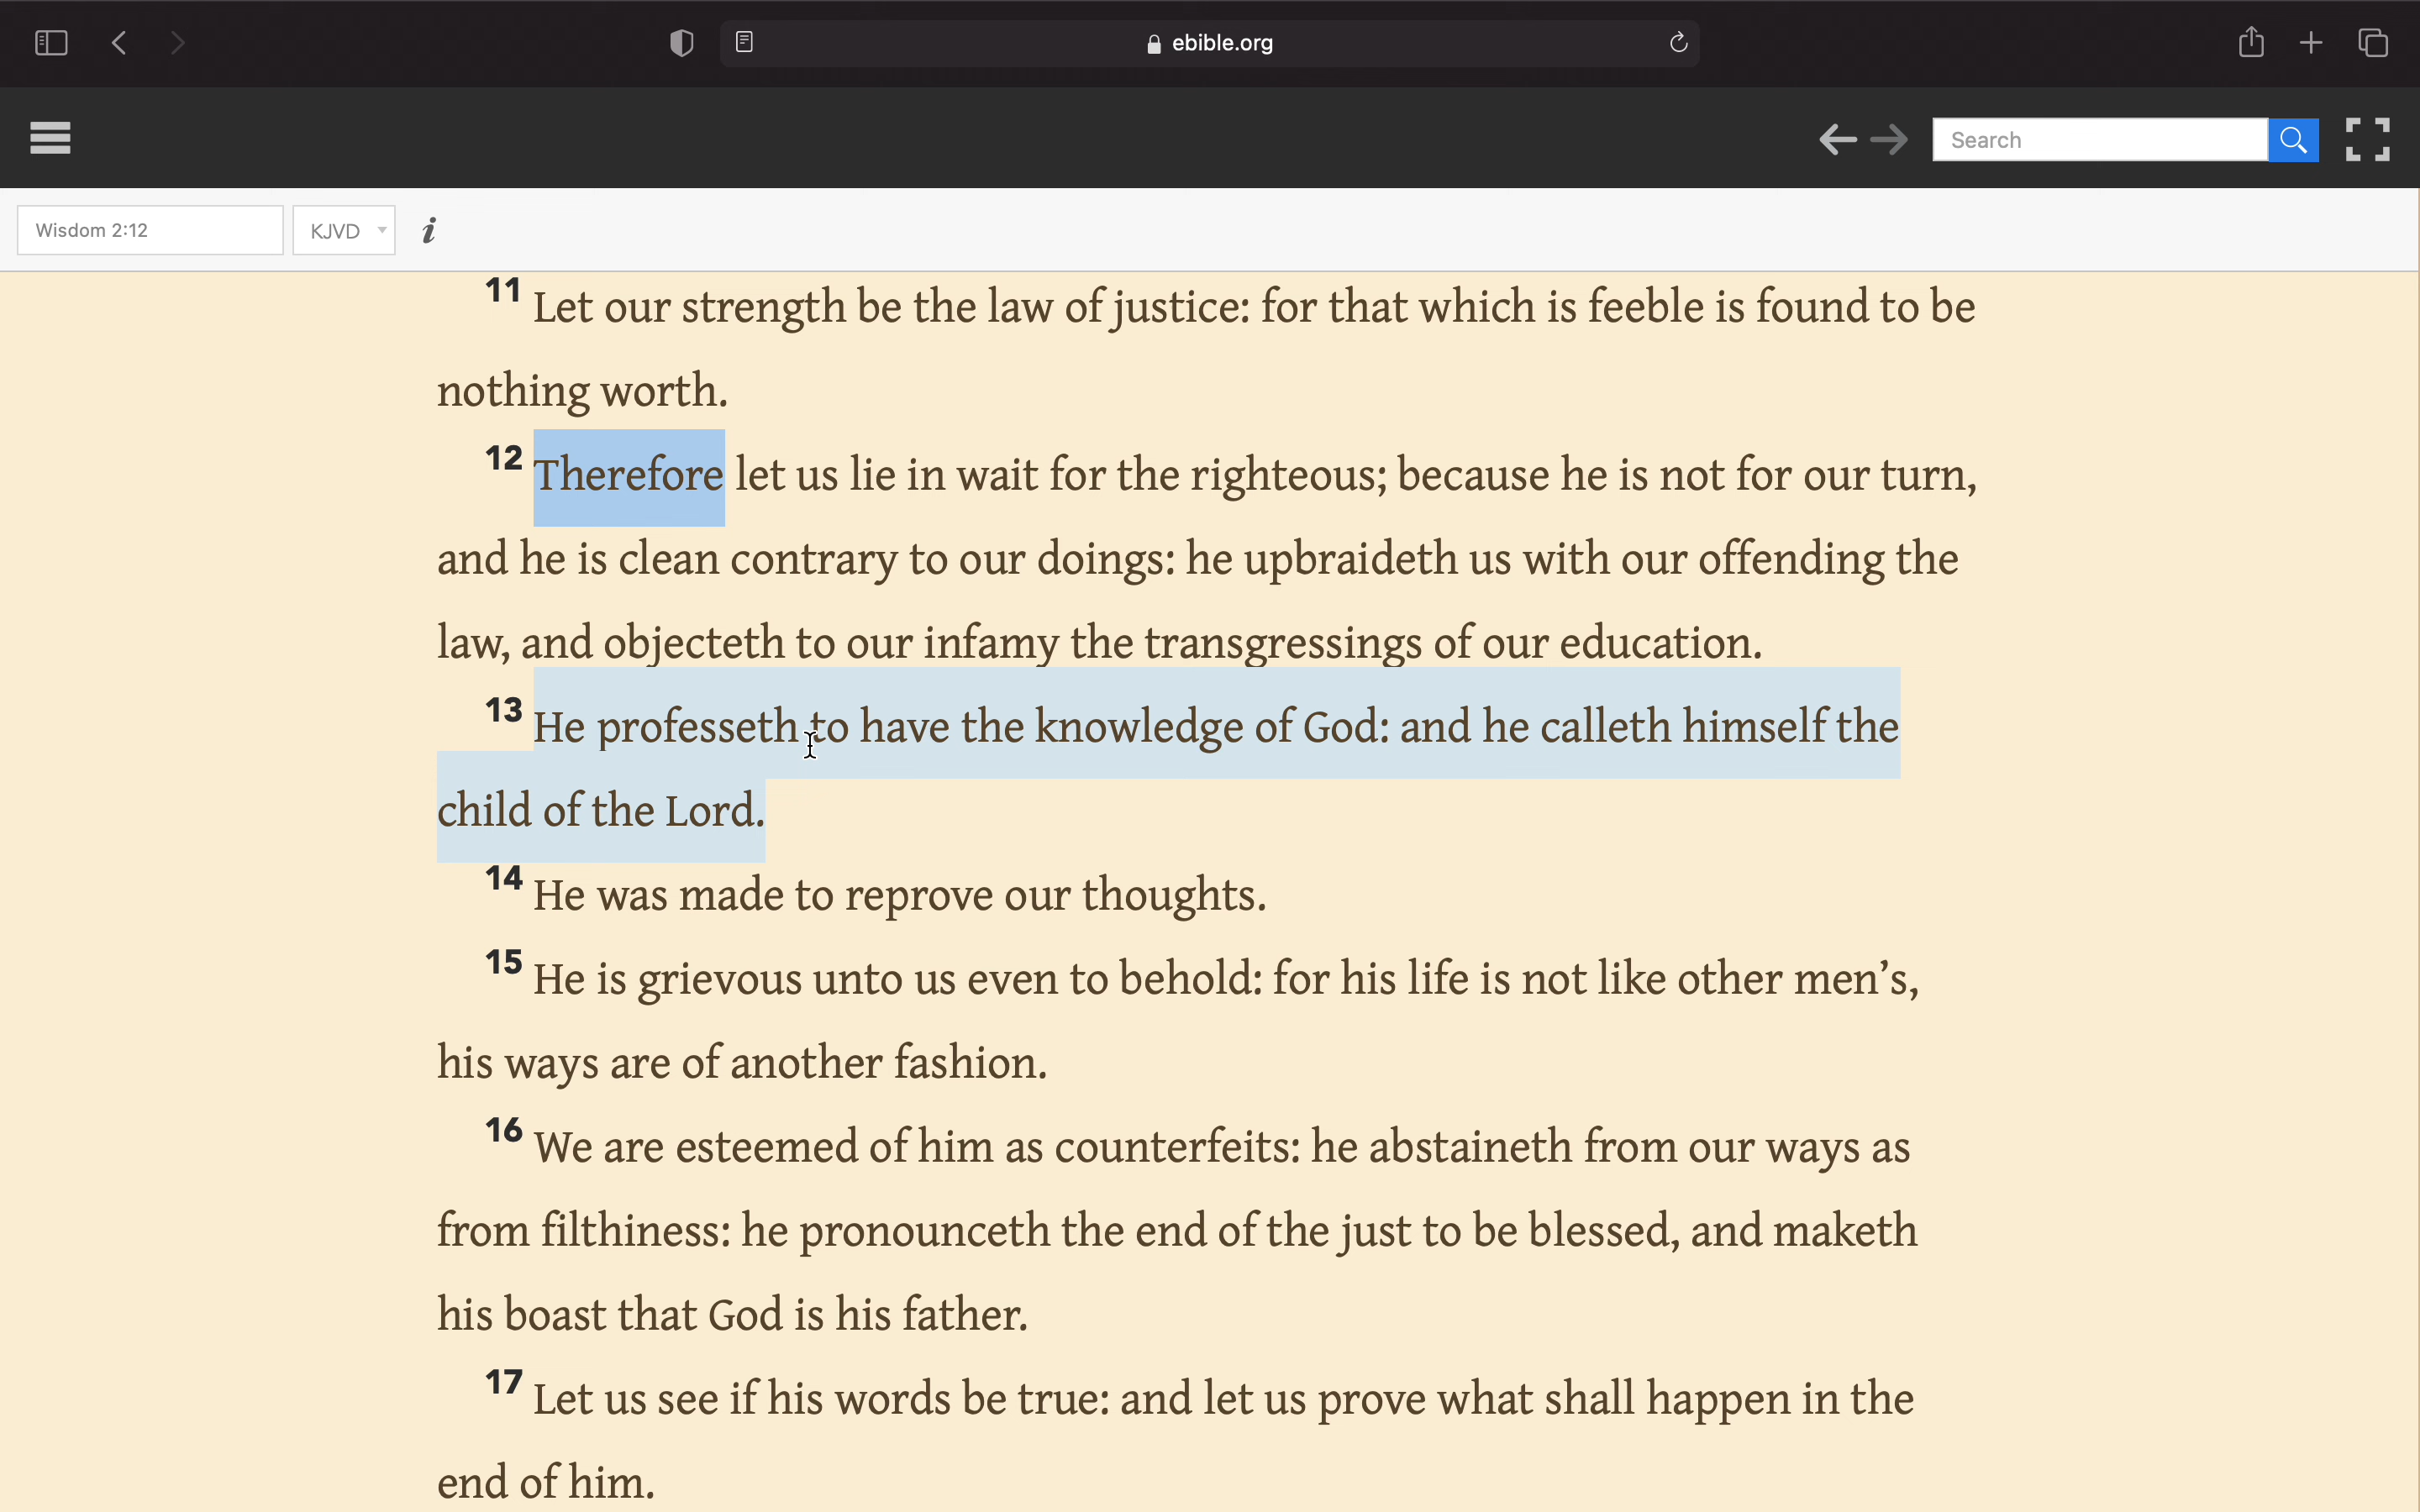 ebible.org
Search
Wisdom 2:12 KJVD i
11 Let our strength be the law of justice: for that which is feeble is found to be
nothing worth.
12 Therefore let us lie in wait for the righteous; because he is not for our turn,
and he is clean contrary to our doings: he upbraideth us with our offending the
law, and objecteth to our infamy the transgressings of our education.
13 He professeth to have the knowledge of God: and he calleth himself the
child of the Lord.
14 He was made to reprove our thoughts.
15 He is grievous unto us even to behold: for his life is not like other men’s,
his ways are of another fashion.
16 We are esteemed of him as counterfeits: he abstaineth from our ways as
from filthiness: he pronounceth the end of the just to be blessed, and maketh
his boast that God is his father.
17 Let us see if his words be true: and let us prove what shall happen in the
end of him.